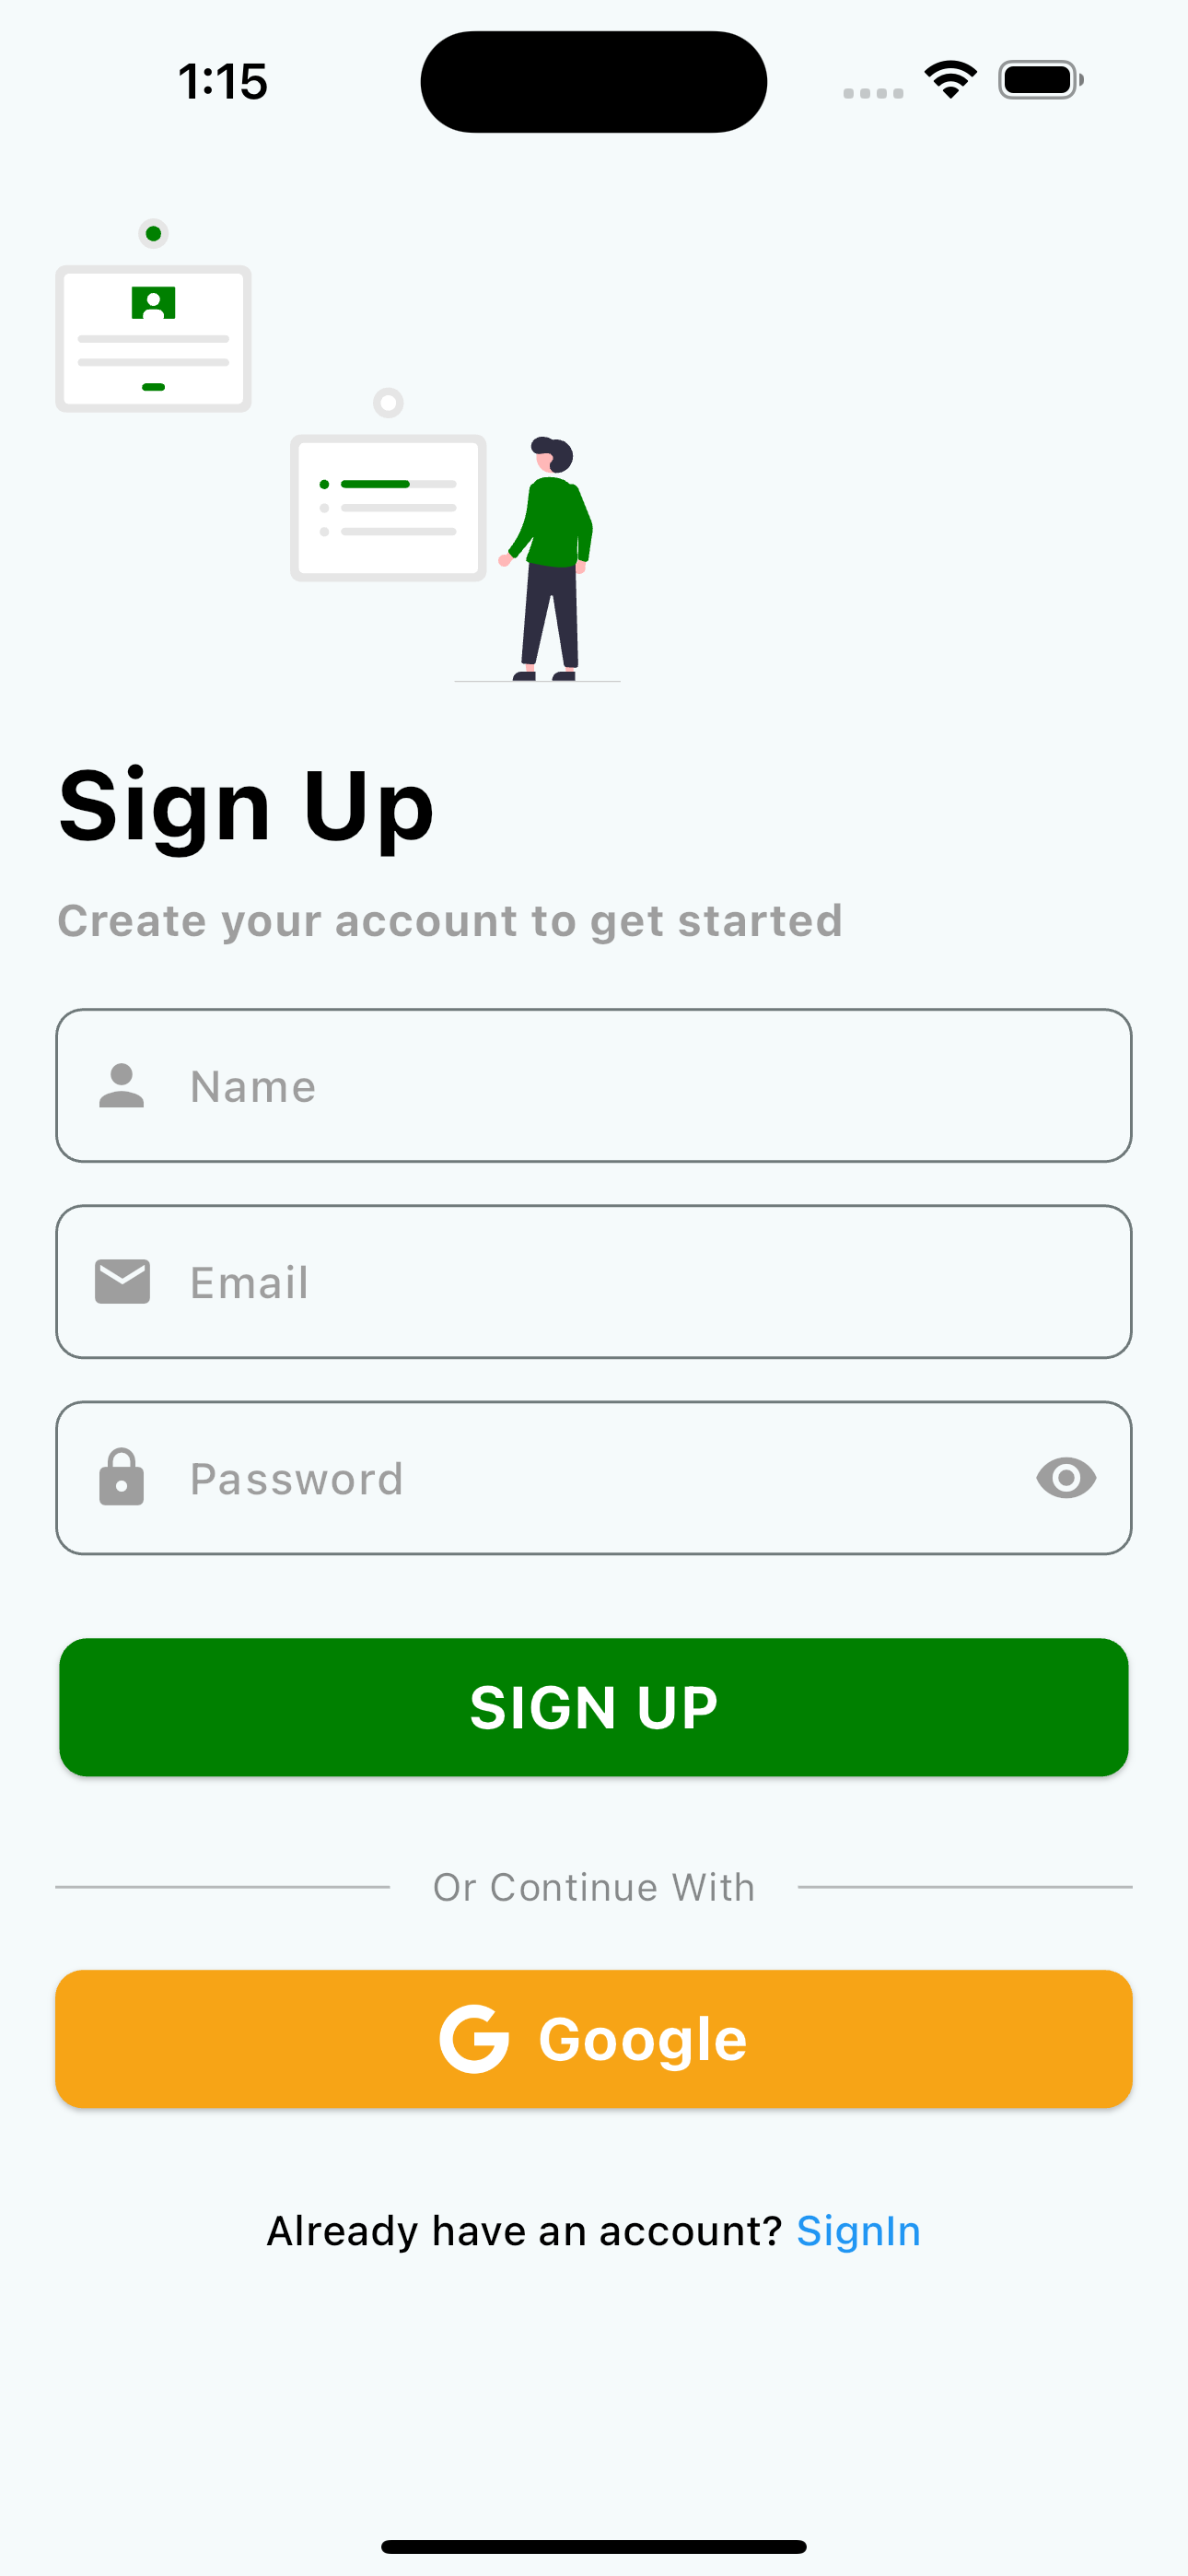 1:15
Sign Up
Create your account to get started
Name
Email
Password
SIGN UP
Or Continue With
Google
Already have an account? SignIn